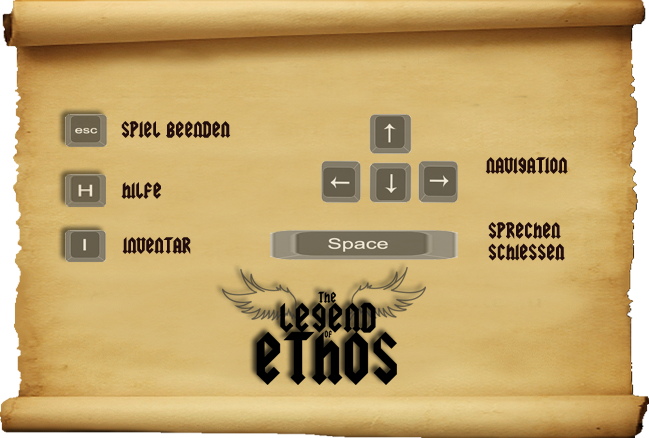 esc SPIEL BEENDEN
H HILFE
I INVENTAR
↑
← ↓ →
NAVIGATION
Space
SPRECHEN
SCHIESSEN
The
LEGEND
OF
ETHOS